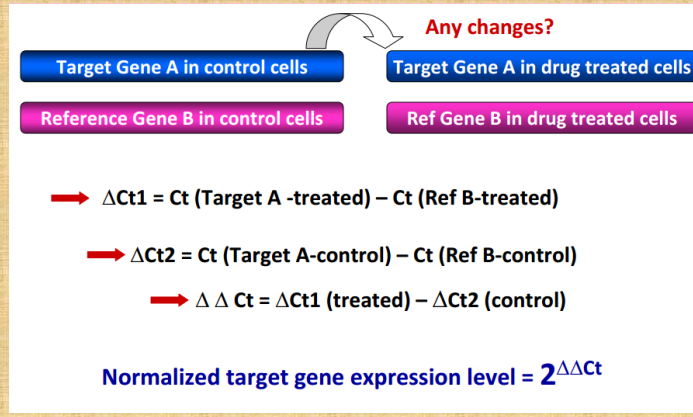 Any changes?
Target Gene A in control cells
Target Gene A in drug treated cells
Reference Gene B in control cells
Ref Gene B in drug treated cells
ΔCt1 = Ct (Target A -treated) – Ct (Ref B-treated)
ΔCt2 = Ct (Target A-control) – Ct (Ref B-control)
Δ Δ Ct = ΔCt1 (treated) – ΔCt2 (control)
Normalized target gene expression level = 2^ΔΔCt